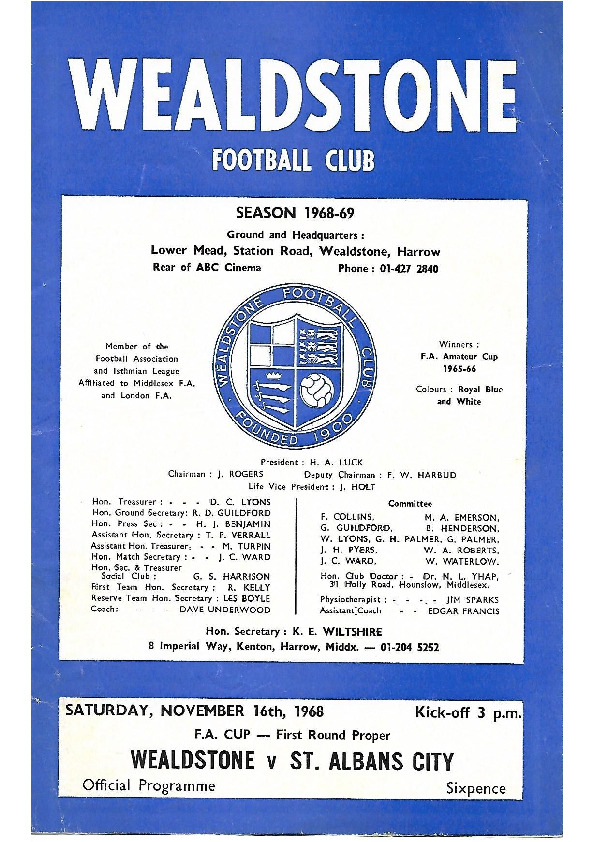 WEALDSTONE
FOOTBALL CLUB
SEASON 1968-69
Ground and Headquarters :
Lower Mead, Station Road, Wealdstone, Harrow
Rear of ABC Cinema Phone : 01-427 2840
Member of the
Football Association
and Isthmian League
Affiliated to Middlesex F.A.
and London F.A.
WEALDSTONE FOOTBALL CLUB
· FOUNDED 1900 ·
Winners :
F.A. Amateur Cup
1965-66
Colours : Royal Blue
and White
President : H. A. LUCK
Chairman : J. ROGERS Deputy Chairman : F. W. HARBUD
Life Vice President : J. HOLT
Hon. Treasurer : - - - D. C. LYONS
Hon. Ground Secretary: R. D. GUILDFORD
Hon. Press Sec : - - H. J. BENJAMIN
Assistant Hon. Secretary : T. F. VERRALL
Assistant Hon. Treasurer: - - M. TURPIN
Hon. Match Secretary : - - J. C. WARD
Hon. Sec. & Treasurer
Social Club : G. S. HARRISON
First Team Hon. Secretary : R. KELLY
Reserve Team Hon. Secretary : LES BOYLE
Coach: DAVE UNDERWOOD
Committee
F. COLLINS, M. A. EMERSON,
G. GUILDFORD, B. HENDERSON,
W. LYONS, G. H. PALMER, G. PALMER,
J. H. PYERS, W. A. ROBERTS,
J. C. WARD, W. WATERLOW.
Hon. Club Doctor : - Dr. N. L. YHAP,
31 Holly Road, Hounslow, Middlesex.
Physiotherapist : - - - - JIM SPARKS
Assistant Coach - - EDGAR FRANCIS
Hon. Secretary : K. E. WILTSHIRE
8 Imperial Way, Kenton, Harrow, Middx. — 01-204 5252
SATURDAY, NOVEMBER 16th, 1968 Kick-off 3 p.m.
F.A. CUP — First Round Proper
WEALDSTONE v ST. ALBANS CITY
Official Programme Sixpence